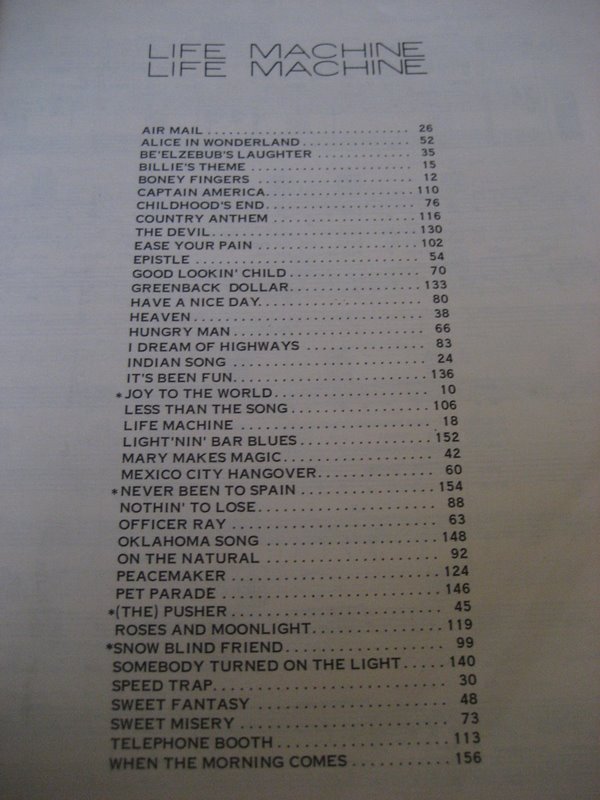 LIFE MACHINE
LIFE MACHINE
AIR MAIL ........................ 26
ALICE IN WONDERLAND ................ 52
BE'ELZEBUB'S LAUGHTER .............. 35
BILLIE'S THEME ..................... 15
BONEY FINGERS ..................... 12
CAPTAIN AMERICA .................... 110
CHILDHOOD'S END .................... 76
COUNTRY ANTHEM .................... 116
THE DEVIL ......................... 130
EASE YOUR PAIN .................... 102
EPISTLE ........................... 54
GOOD LOOKIN' CHILD ................. 70
GREENBACK DOLLAR .................. 133
HAVE A NICE DAY .................... 80
HEAVEN ............................ 38
HUNGRY MAN ........................ 66
I DREAM OF HIGHWAYS ............... 83
INDIAN SONG ....................... 24
IT'S BEEN FUN ..................... 136
*JOY TO THE WORLD .................. 10
LESS THAN THE SONG ................ 106
LIFE MACHINE ...................... 18
LIGHT'NIN' BAR BLUES .............. 152
MARY MAKES MAGIC .................. 42
MEXICO CITY HANGOVER .............. 60
*NEVER BEEN TO SPAIN ............... 154
NOTHIN' TO LOSE ................... 88
OFFICER RAY ....................... 63
OKLAHOMA SONG ..................... 148
ON THE NATURAL .................... 92
PEACEMAKER ........................ 124
PET PARADE ........................ 146
*(THE) PUSHER ...................... 45
ROSES AND MOONLIGHT ............... 119
*SNOW BLIND FRIEND ................. 99
SOMEBODY TURNED ON THE LIGHT ..... 140
SPEED TRAP ........................ 30
SWEET FANTASY ..................... 48
SWEET MISERY ...................... 73
TELEPHONE BOOTH ................... 113
WHEN THE MORNING COMES ........... 156